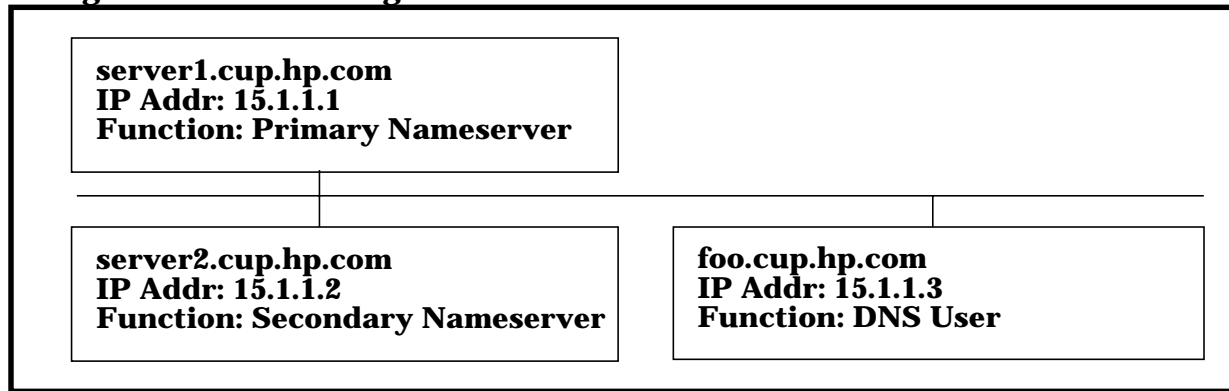 server1.cup.hp.com
IP Addr: 15.1.1.1
Function: Primary Nameserver
server2.cup.hp.com
IP Addr: 15.1.1.2
Function: Secondary Nameserver
foo.cup.hp.com
IP Addr: 15.1.1.3
Function: DNS User